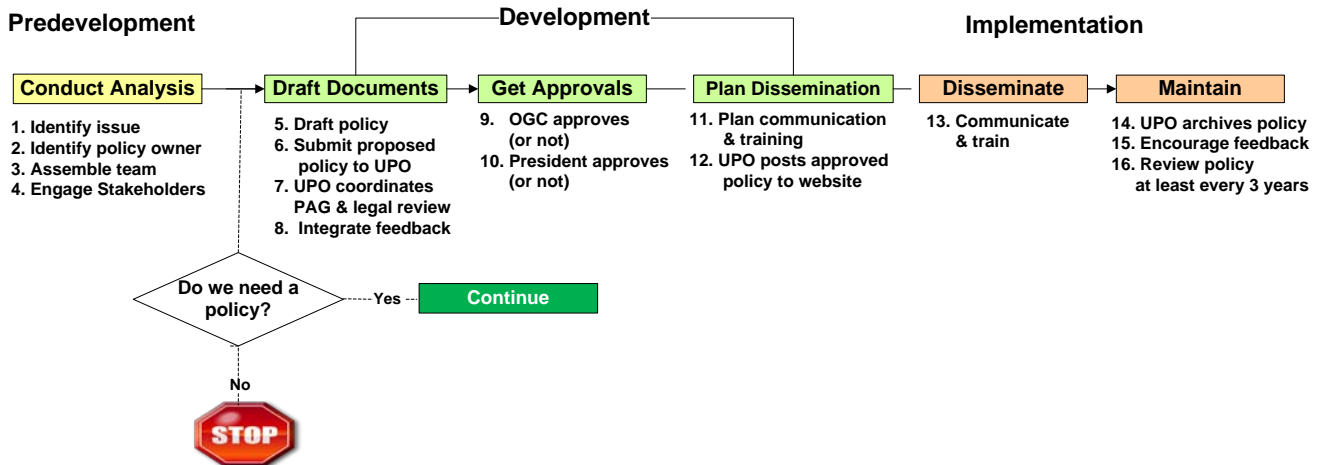 Predevelopment
Development
Implementation
Conduct Analysis
1. Identify issue
2. Identify policy owner
3. Assemble team
4. Engage Stakeholders
Draft Documents
5. Draft policy
6. Submit proposed
policy to UPO
7. UPO coordinates
PAG & legal review
8. Integrate feedback
Get Approvals
9. OGC approves
(or not)
10. President approves
(or not)
Plan Dissemination
11. Plan communication
& training
12. UPO posts approved
policy to website
Disseminate
13. Communicate
& train
Maintain
14. UPO archives policy
15. Encourage feedback
16. Review policy
at least every 3 years
Do we need a
policy?
Yes
Continue
No
STOP